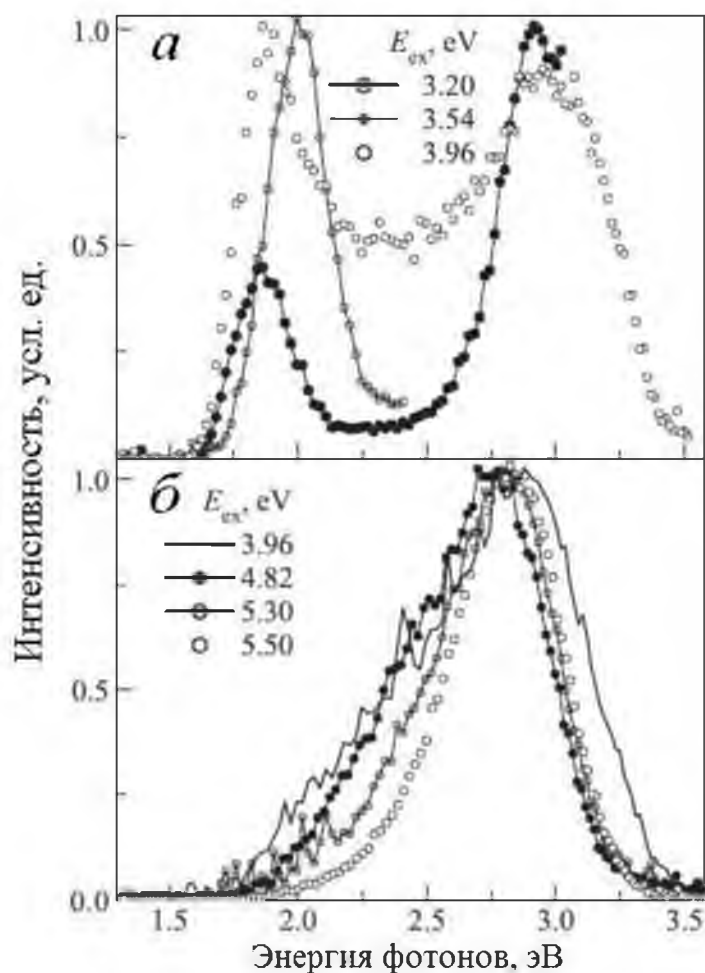 Интенсивность, усл. ед.
1.0
0.5
а
E_ex, eV
3.20
3.54
3.96
1.0
0.5
0.0
б
E_ex, eV
3.96
4.82
5.30
5.50
1.5 2.0 2.5 3.0 3.5
Энергия фотонов, эВ